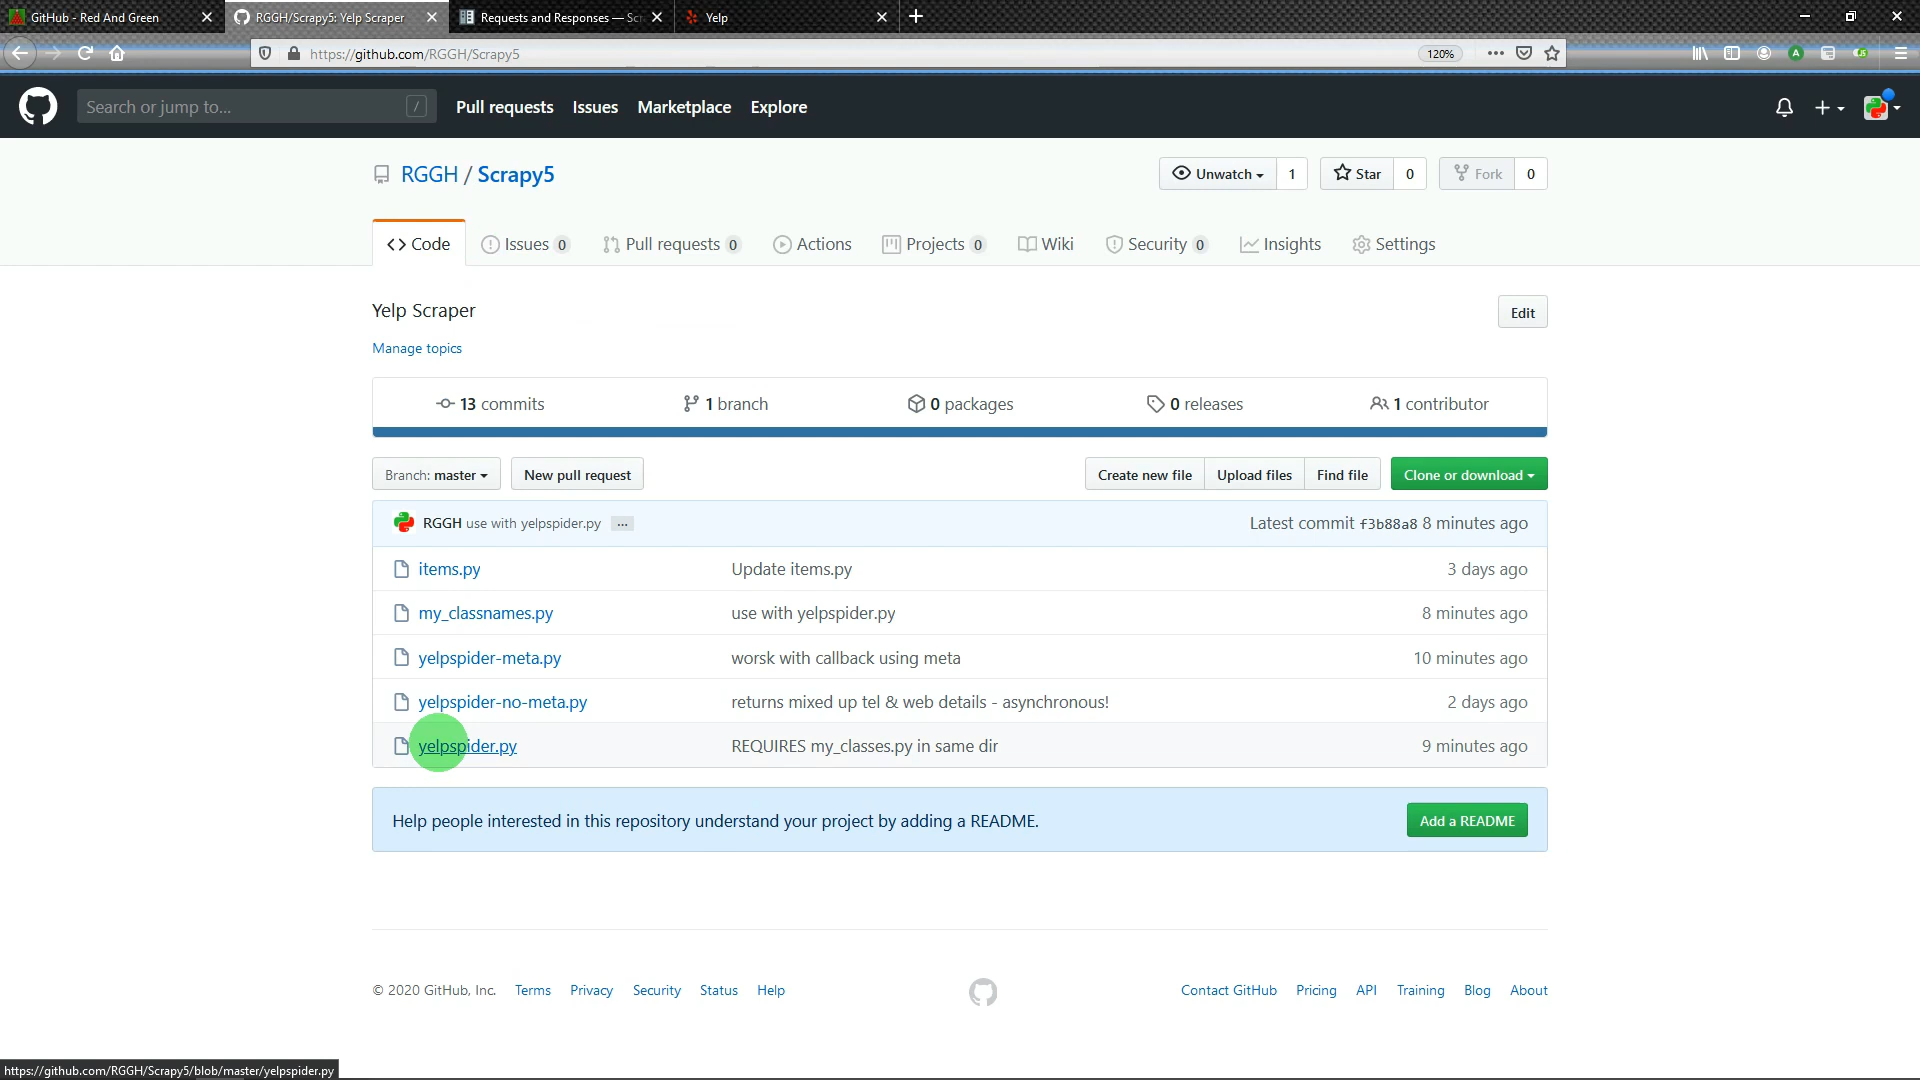 GitHub - Red And Green
RGGH/Scrapy5: Yelp Scraper
Requests and Responses — Scr
Yelp
https://github.com/RGGH/Scrapy5
120%
Search or jump to...
/
Pull requests
Issues
Marketplace
Explore
RGGH / Scrapy5
Unwatch
1
Star
0
Fork
0
Code
Issues 0
Pull requests 0
Actions
Projects 0
Wiki
Security 0
Insights
Settings
Yelp Scraper
Edit
Manage topics
13 commits
1 branch
0 packages
0 releases
1 contributor
Branch: master
New pull request
Create new file
Upload files
Find file
Clone or download
RGGH use with yelpspider.py ...
Latest commit f3b88a8 8 minutes ago
items.py
Update items.py
3 days ago
my_classnames.py
use with yelpspider.py
8 minutes ago
yelpspider-meta.py
worsk with callback using meta
10 minutes ago
yelpspider-no-meta.py
returns mixed up tel & web details - asynchronous!
2 days ago
yelpspider.py
REQUIRES my_classes.py in same dir
9 minutes ago
Help people interested in this repository understand your project by adding a README.
Add a README
© 2020 GitHub, Inc.
Terms
Privacy
Security
Status
Help
Contact GitHub
Pricing
API
Training
Blog
About
https://github.com/RGGH/Scrapy5/blob/master/yelpspider.py